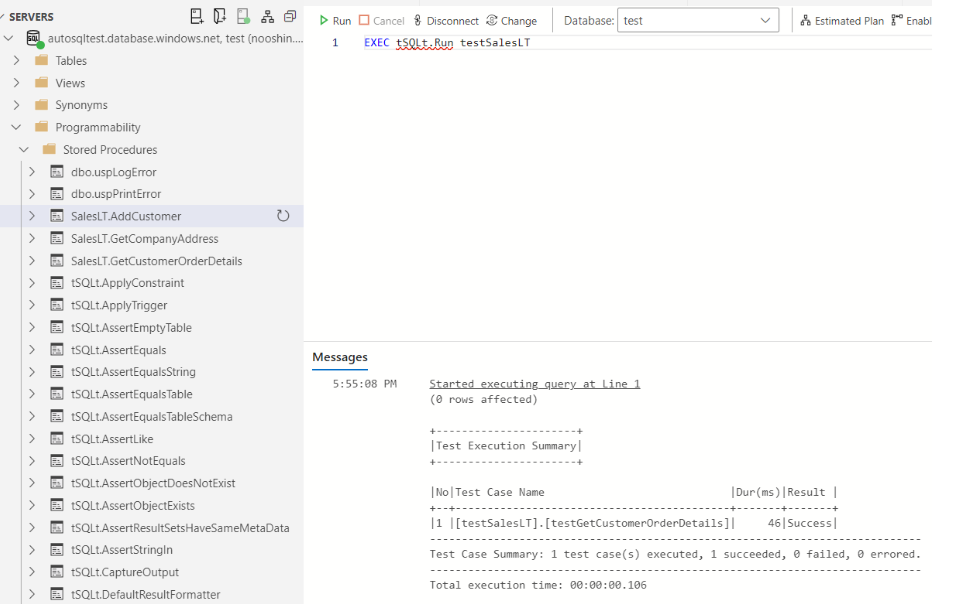 SERVERS
autosqltest.database.windows.net, test (nooshin....
Tables
Views
Synonyms
Programmability
Stored Procedures
dbo.uspLogError
dbo.uspPrintError
SalesLT.AddCustomer
SalesLT.GetCompanyAddress
SalesLT.GetCustomerOrderDetails
tSQLt.ApplyConstraint
tSQLt.ApplyTrigger
tSQLt.AssertEmptyTable
tSQLt.AssertEquals
tSQLt.AssertEqualsString
tSQLt.AssertEqualsTable
tSQLt.AssertEqualsTableSchema
tSQLt.AssertLike
tSQLt.AssertNotEquals
tSQLt.AssertObjectDoesNotExist
tSQLt.AssertObjectExists
tSQLt.AssertResultSetsHaveSameMetaData
tSQLt.AssertStringIn
tSQLt.CaptureOutput
tSQLt.DefaultResultFormatter
Run Cancel Disconnect Change Database: test Estimated Plan Enabl
1 EXEC tSQLt.Run testSalesLT
Messages
5:55:08 PM Started executing query at Line 1
(0 rows affected)
+----------------------+
|Test Execution Summary|
+----------------------+
|No|Test Case Name |Dur(ms)|Result |
+--+------------------------------------------+-------+-------+
|1 |[testSalesLT].[testGetCustomerOrderDetails]| 46|Success|
-----------------------------------------------------------------------------
Test Case Summary: 1 test case(s) executed, 1 succeeded, 0 failed, 0 errored.
-----------------------------------------------------------------------------
Total execution time: 00:00:00.106